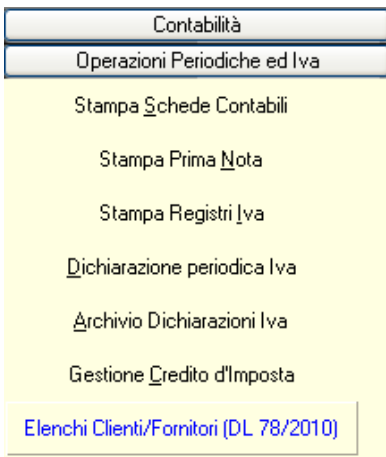 Contabilità
Operazioni Periodiche ed Iva
Stampa Schede Contabili
Stampa Prima Nota
Stampa Registri Iva
Dichiarazione periodica Iva
Archivio Dichiarazioni Iva
Gestione Credito d'Imposta
Elenchi Clienti/Fornitori (DL 78/2010)